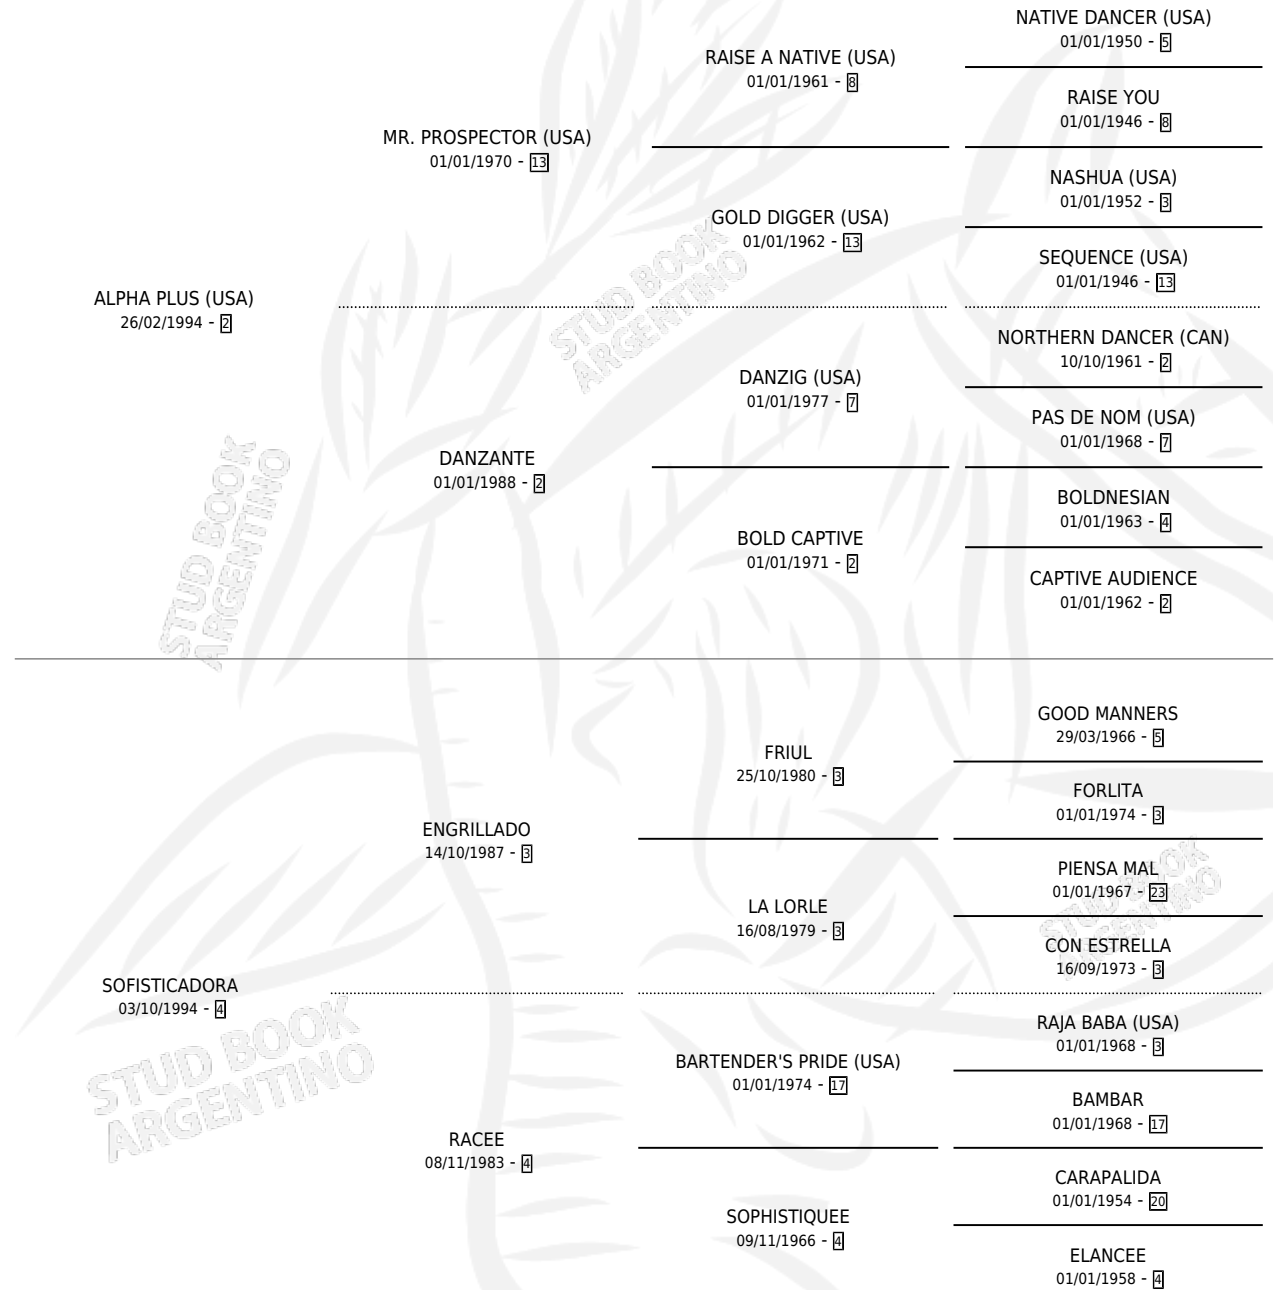 NATIVE DANCER (USA)
01/01/1950 - 5
RAISE A NATIVE (USA)
01/01/1961 - 8
RAISE YOU
01/01/1946 - 8
MR. PROSPECTOR (USA)
01/01/1970 - 13
NASHUA (USA)
01/01/1952 - 3
GOLD DIGGER (USA)
01/01/1962 - 13
SEQUENCE (USA)
01/01/1946 - 13
ALPHA PLUS (USA)
26/02/1994 - 2
STUD BOOK
ARGENTINO
NORTHERN DANCER (CAN)
10/10/1961 - 2
DANZIG (USA)
01/01/1977 - 7
PAS DE NOM (USA)
01/01/1968 - 7
DANZANTE
01/01/1988 - 2
BOLDNESIAN
01/01/1963 - 4
BOLD CAPTIVE
01/01/1971 - 2
CAPTIVE AUDIENCE
01/01/1962 - 2
STUD BOOK
ARGENTINO
GOOD MANNERS
29/03/1966 - 5
FRIUL
25/10/1980 - 3
FORLITA
01/01/1974 - 3
ENGRILLADO
14/10/1987 - 3
PIENSA MAL
01/01/1967 - 23
LA LORLE
16/08/1979 - 3
CON ESTRELLA
16/09/1973 - 3
STUD BOOK
ARGENTINO
SOFISTICADORA
03/10/1994 - 4
RAJA BABA (USA)
01/01/1968 - 3
BARTENDER'S PRIDE (USA)
01/01/1974 - 17
BAMBAR
01/01/1968 - 17
STUD BOOK
ARGENTINO
RACEE
08/11/1983 - 4
CARAPALIDA
01/01/1954 - 20
SOPHISTIQUEE
09/11/1966 - 4
ELANCEE
01/01/1958 - 4